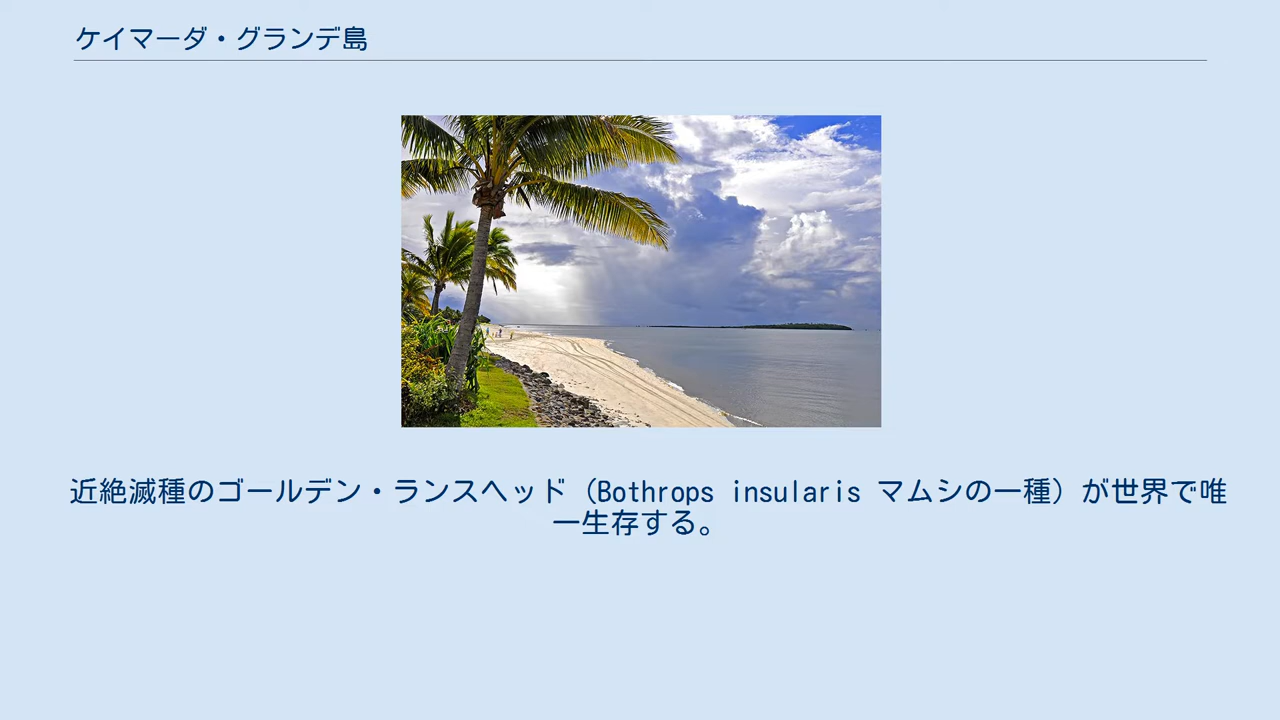 ケイマーダ・グランデ島
近絶滅種のゴールデン・ランスヘッド（Bothrops insularis マムシの一種）が世界で唯
一生存する。